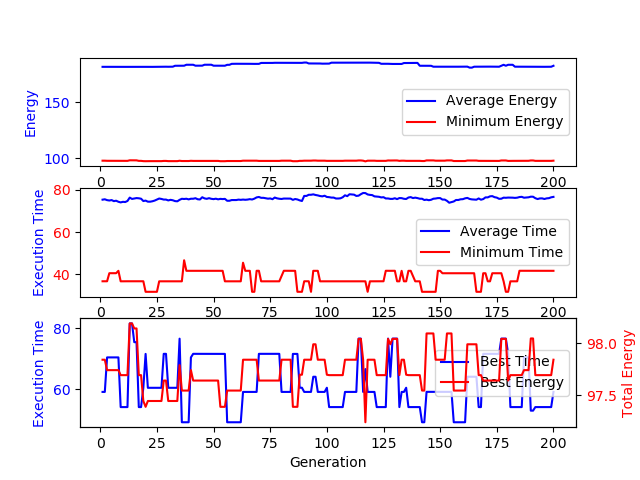 150
100
Energy
Average Energy
Minimum Energy
0 25 50 75 100 125 150 175 200
80
60
40
Execution Time
Average Time
Minimum Time
0 25 50 75 100 125 150 175 200
80
60
Execution Time
Best Time
Best Energy
98.0
97.5
Total Energy
0 25 50 75 100 125 150 175 200
Generation